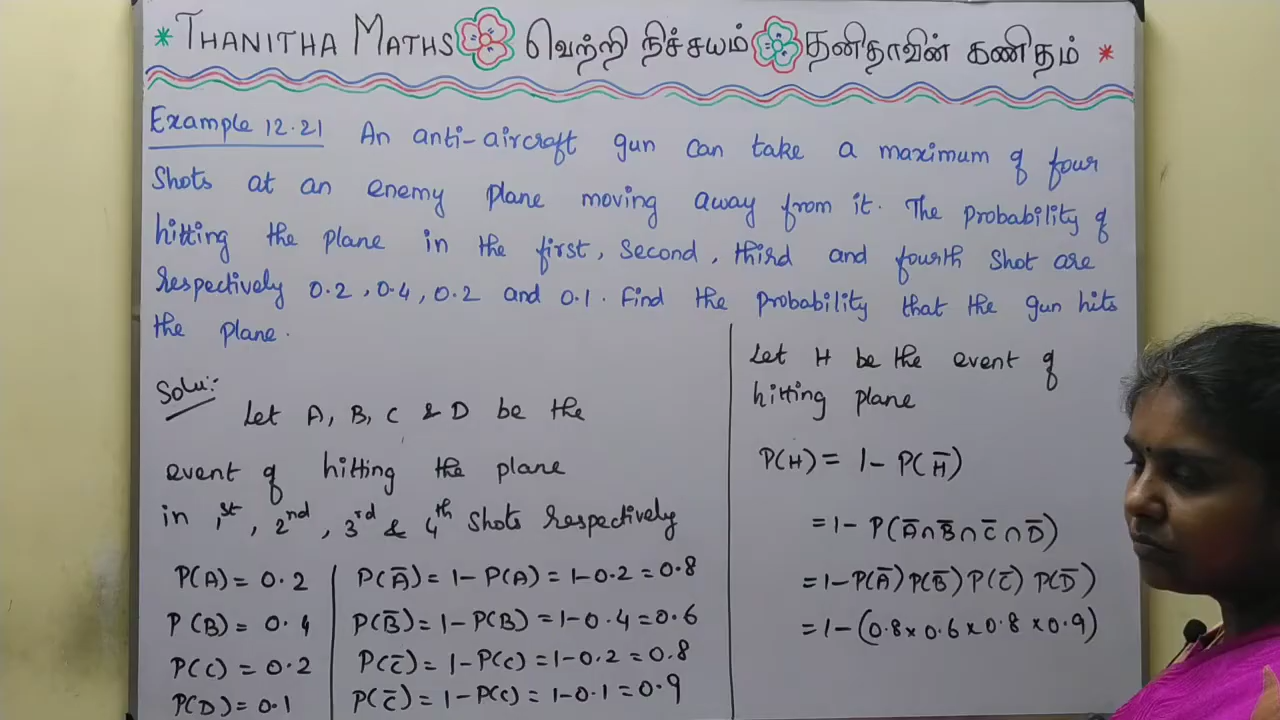 * THANITHA MATHS வெற்றி நிச்சயம் தனிதாவின் கணிதம் *
Example 12.21 An anti-aircraft gun can take a maximum of four
Shots at an enemy plane moving away from it. The probability of
hitting the plane in the first, second, third and fourth shot are
respectively 0.2, 0.4, 0.2 and 0.1. Find the probability that the gun hits
the plane.
Solu:-
Let A, B, C & D be the
event of hitting the plane
in 1st, 2nd, 3rd & 4th shots respectively
P(A) = 0.2
P(B) = 0.4
P(C) = 0.2
P(D) = 0.1
P(A̅) = 1 - P(A) = 1 - 0.2 = 0.8
P(B̅) = 1 - P(B) = 1 - 0.4 = 0.6
P(C̅) = 1 - P(C) = 1 - 0.2 = 0.8
P(C̅) = 1 - P(C) = 1 - 0.1 = 0.9
Let H be the event of
hitting plane
P(H) = 1 - P(H̅)
= 1 - P(A̅∩B̅∩C̅∩D̅)
= 1 - P(A̅) P(B̅) P(C̅) P(D̅)
= 1 - (0.8 × 0.6 × 0.8 × 0.9)